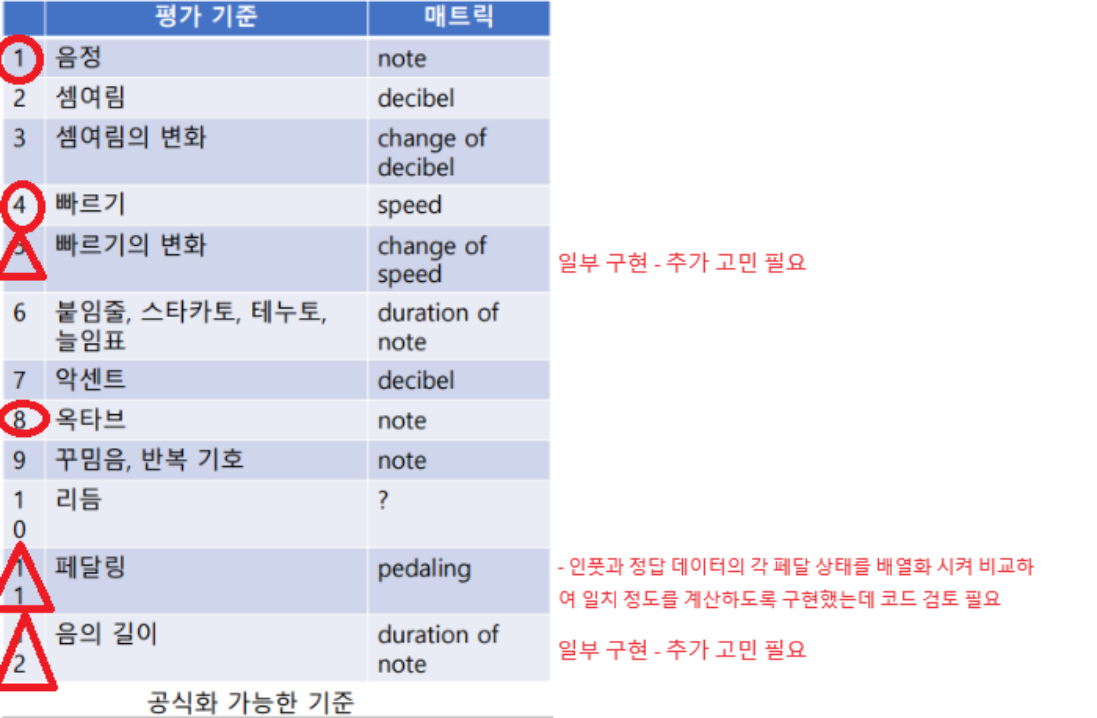 평가 기준 매트릭
1 음정 note
2 셈여림 decibel
3 셈여림의 변화 change of
decibel
4 빠르기 speed
5 빠르기의 변화 change of
speed
일부 구현 - 추가 고민 필요
6 붙임줄, 스타카토, 테누토, duration of
늘임표 note
7 악센트 decibel
8 옥타브 note
9 꾸밈음, 반복 기호 note
1 리듬 ?
0
1 페달링 pedaling
1
- 인풋과 정답 데이터의 각 페달 상태를 배열화 시켜 비교하
여 일치 정도를 계산하도록 구현했는데 코드 검토 필요
1 음의 길이 duration of
2 note
일부 구현 - 추가 고민 필요
공식화 가능한 기준